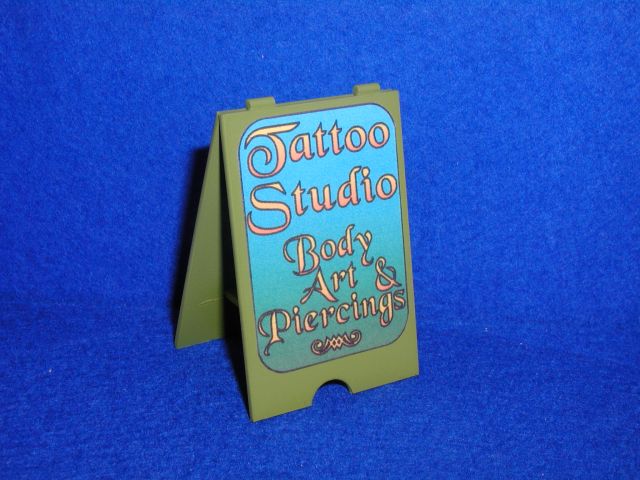 Tattoo
Studio
Body
Art &
Piercings